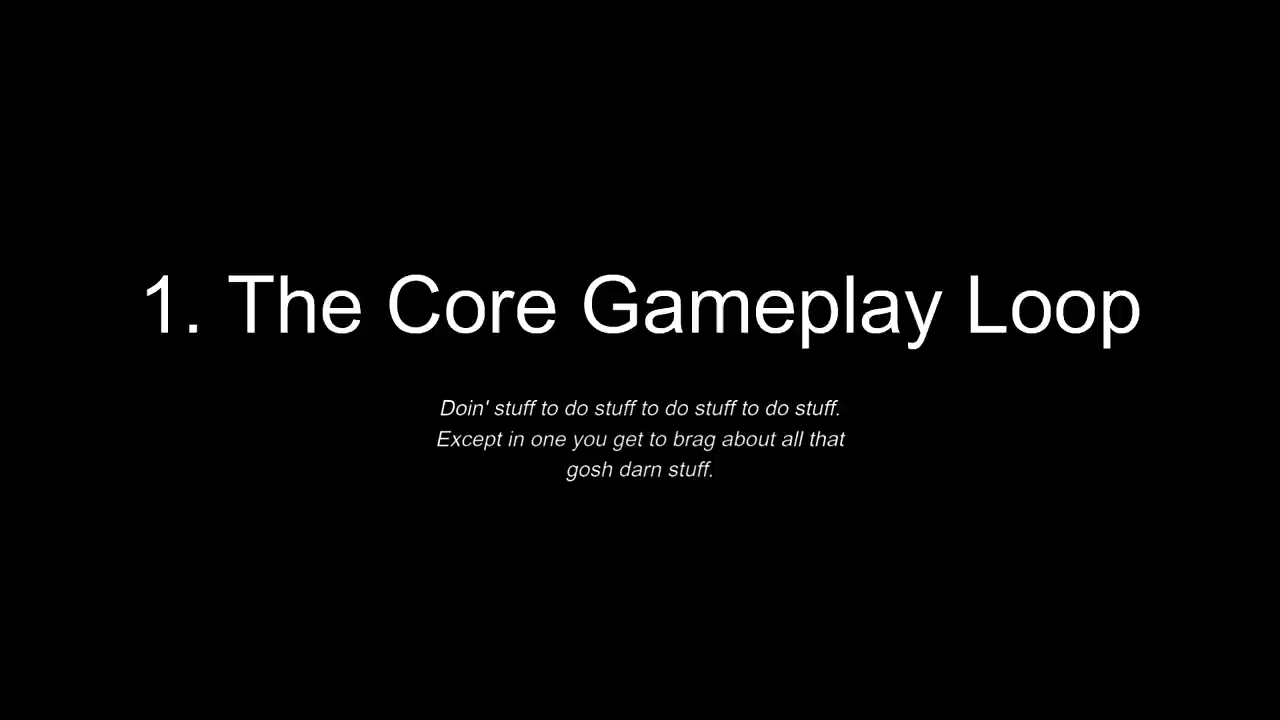 1. The Core Gameplay Loop
Doin' stuff to do stuff to do stuff to do stuff.
Except in one you get to brag about all that
gosh darn stuff.